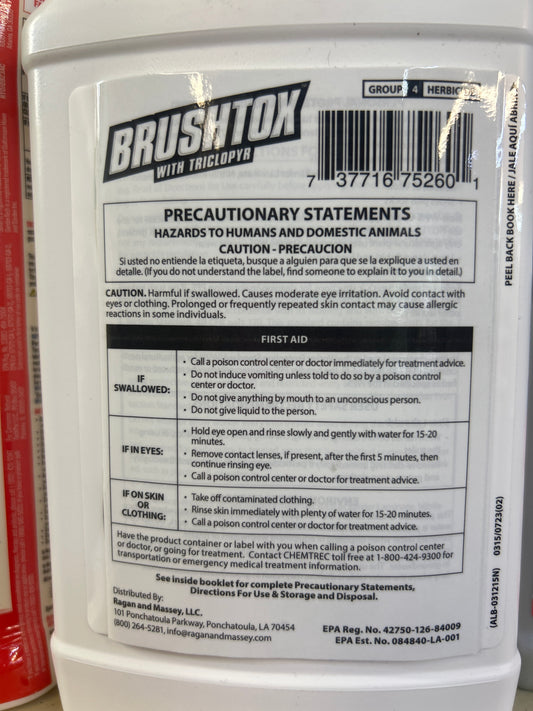 GROUP 4 HERBICIDE
BRUSHTOX
WITH TRICLOPYR
7 37716 75260 1
PRECAUTIONARY STATEMENTS
HAZARDS TO HUMANS AND DOMESTIC ANIMALS
CAUTION - PRECAUCION
Si usted no entiende la etiqueta, busque a alguien para que se la explique a usted en
detalle. (If you do not understand the label, find someone to explain it to you in detail.)
CAUTION. Harmful if swallowed. Causes moderate eye irritation. Avoid contact with
eyes or clothing. Prolonged or frequently repeated skin contact may cause allergic
reactions in some individuals.
FIRST AID
IF
SWALLOWED:
• Call a poison control center or doctor immediately for treatment advice.
• Do not induce vomiting unless told to do so by a poison control
center or doctor.
• Do not give anything by mouth to an unconscious person.
• Do not give liquid to the person.
IF IN EYES:
• Hold eye open and rinse slowly and gently with water for 15-20
minutes.
• Remove contact lenses, if present, after the first 5 minutes, then
continue rinsing eye.
• Call a poison control center or doctor for treatment advice.
IF ON SKIN
OR
CLOTHING:
• Take off contaminated clothing.
• Rinse skin immediately with plenty of water for 15-20 minutes.
• Call a poison control center or doctor for treatment advice.
Have the product container or label with you when calling a poison control center
or doctor, or going for treatment. Contact CHEMTREC toll free at 1-800-424-9300 for
transportation or emergency medical treatment information.
See inside booklet for complete Precautionary Statements,
Directions For Use & Storage and Disposal.
Distributed By:
Ragan and Massey, LLC.
101 Ponchatoula Parkway, Ponchatoula, LA 70454
(800) 264-5281, info@raganandmassey.com
EPA Reg. No. 42750-126-84009
EPA Est. No. 084840-LA-001
PEEL BACK BOOK HERE / JALE AQUÍ
(ALB-031215N) 0315/0723(02)